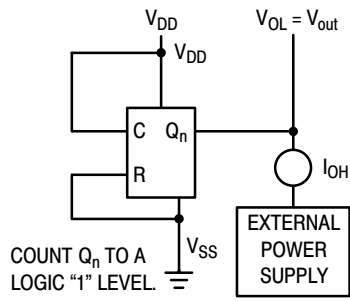 V_DD
V_OL = V_out
V_DD
C Q_n
R
I_OH
V_SS
EXTERNAL
POWER
SUPPLY
COUNT Q_n TO A
LOGIC “1” LEVEL.